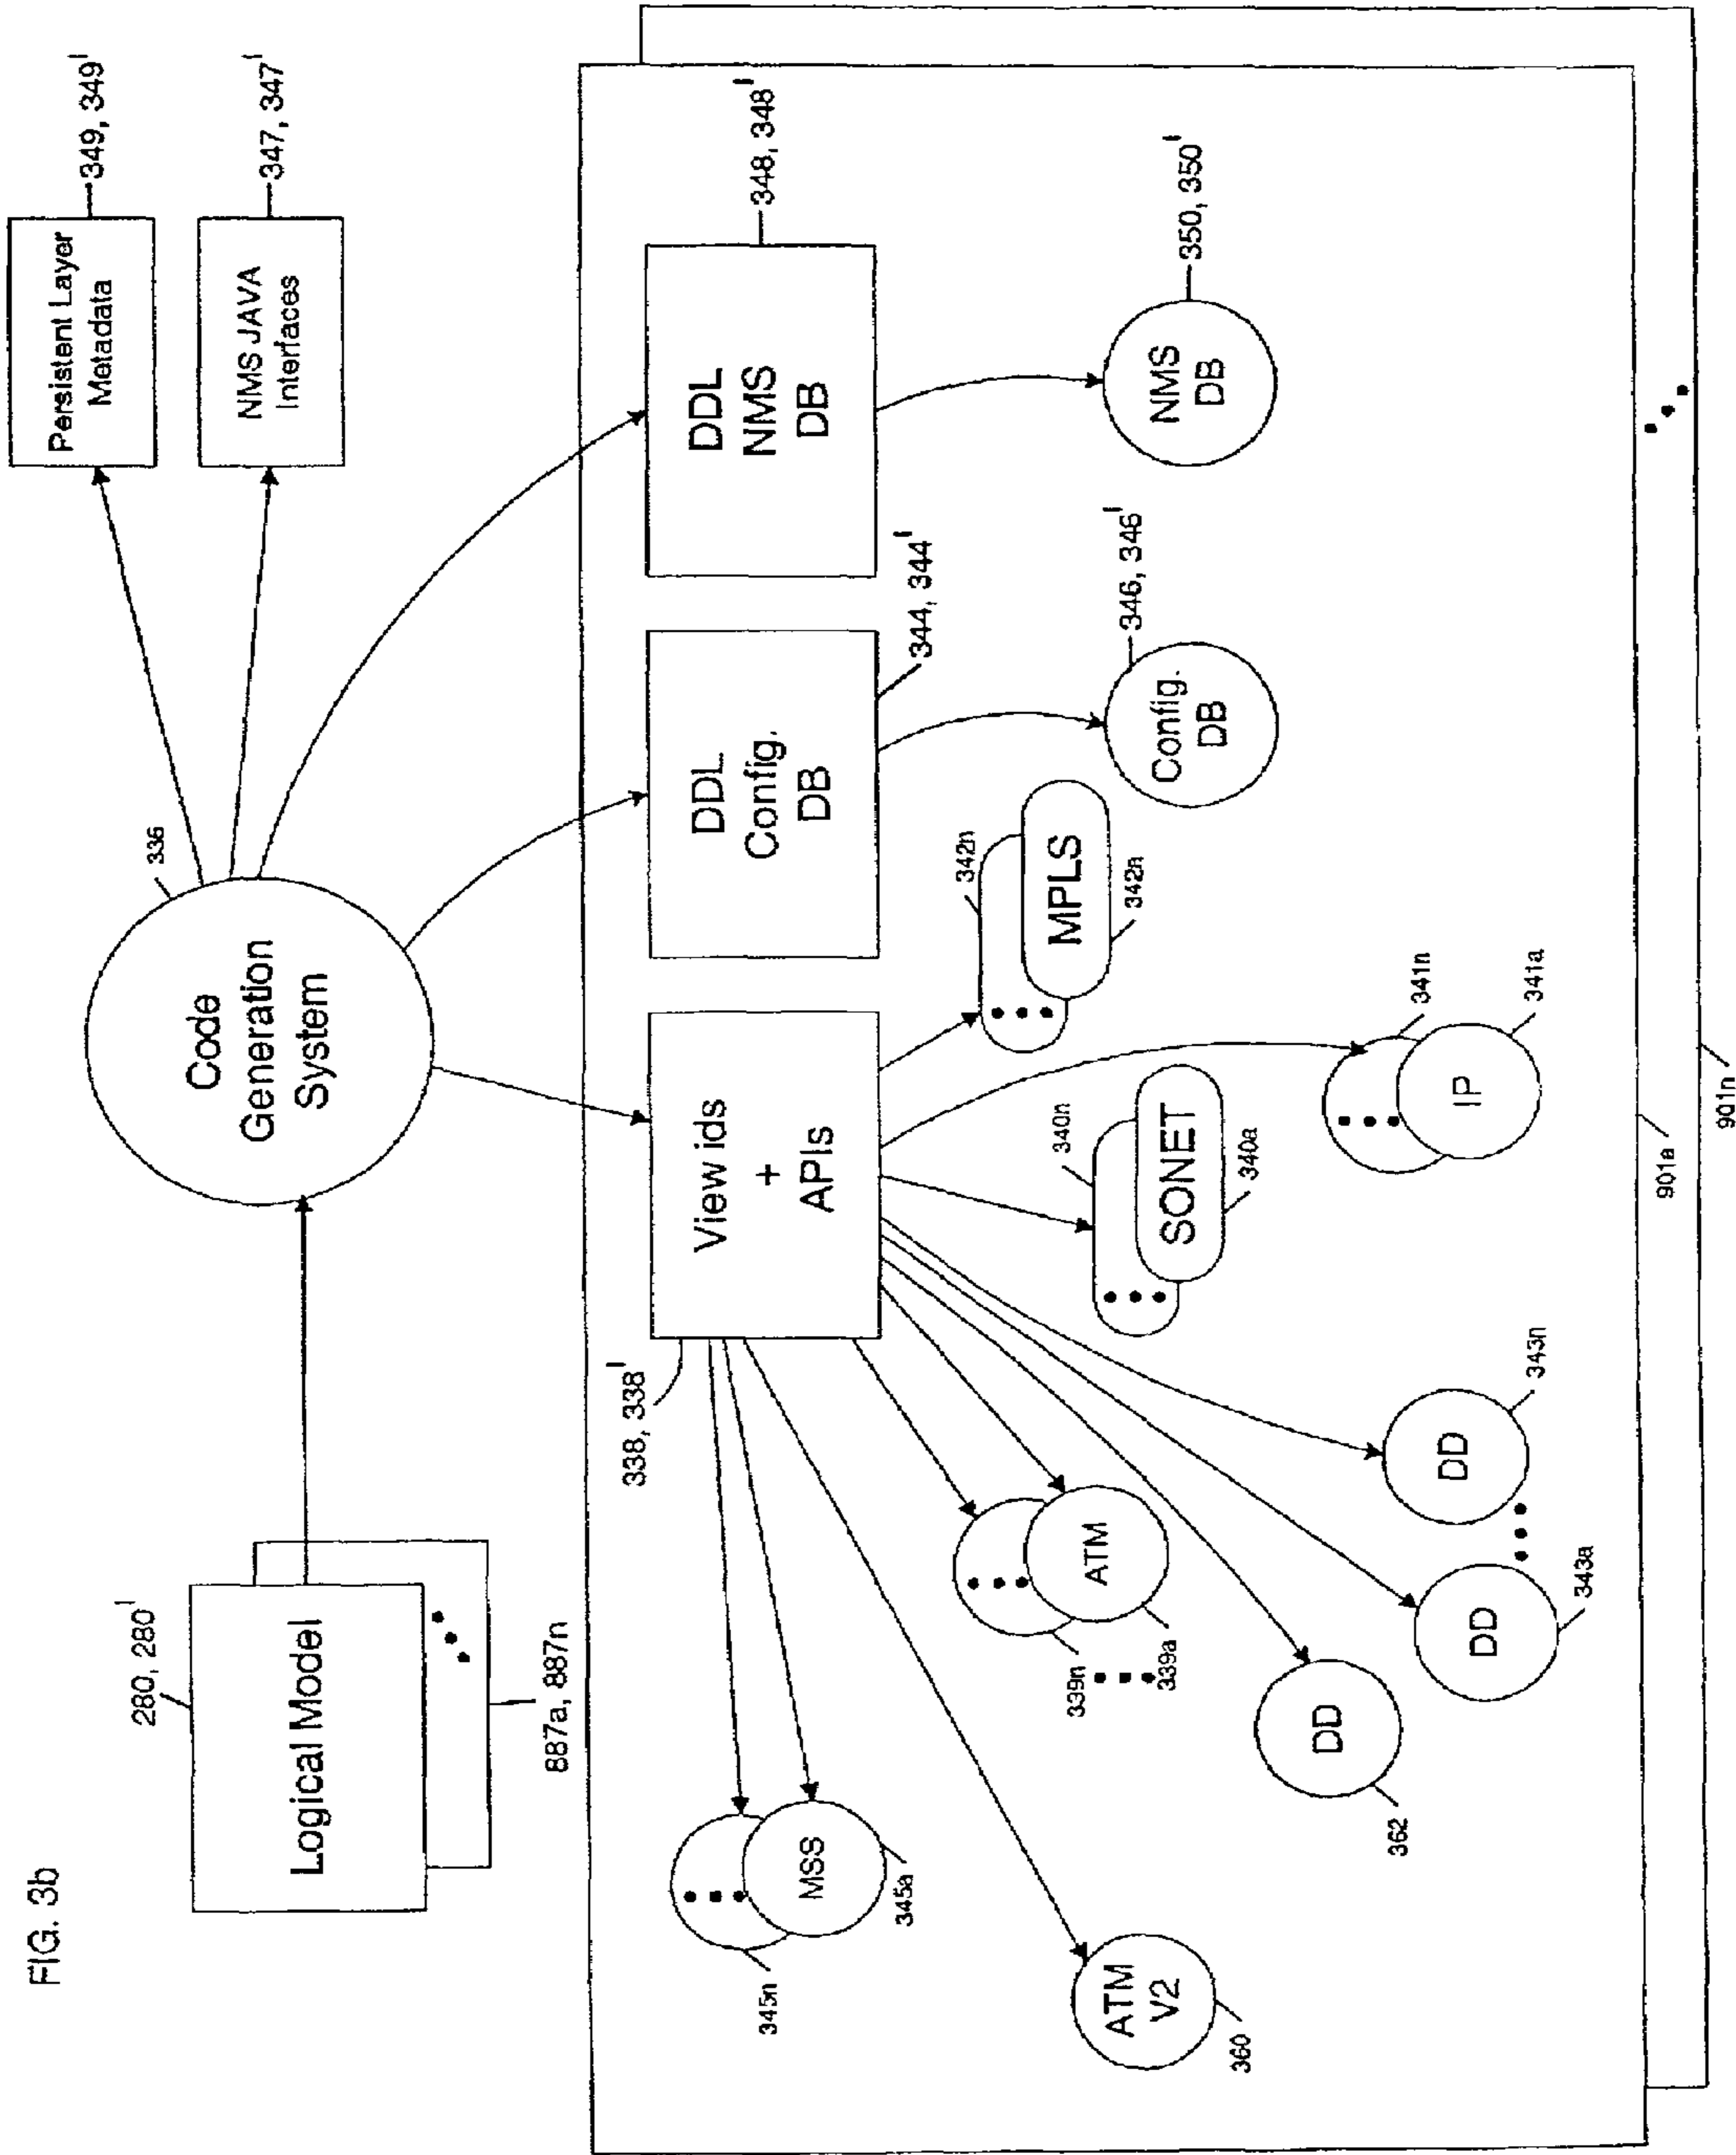 FIG. 3b
280, 280'
Logical Model
887a, 887n
336
Code
Generation
System
Persistent Layer
Metadata
349, 349'
NMS JAVA
Interfaces
347, 347'
338, 338'
View ids
+
APIs
DDL
Config.
DB
344, 344'
DDL
NMS
DB
348, 348'
345n
MSS
345a
ATM
V2
360
339n
ATM
339a
DD
362
DD
343a
DD
343n
340n
SONET
340a
342n
MPLS
342n
341n
IP
341a
Config.
DB
346, 346'
NMS
DB
350, 350'
901a
901n